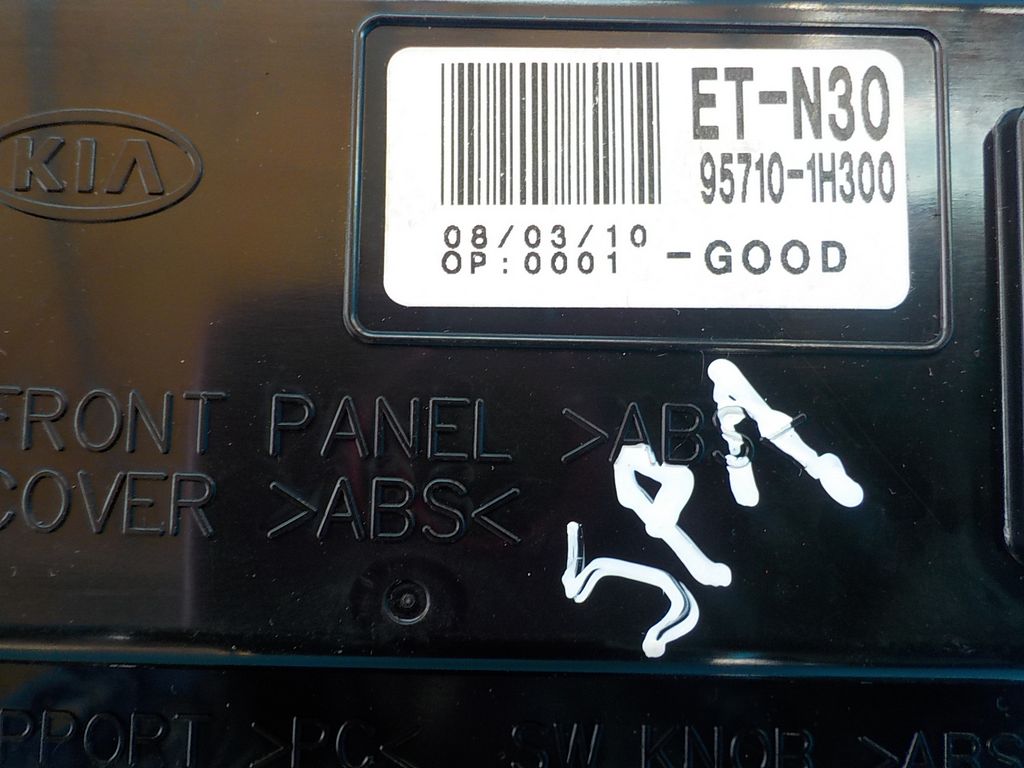 KIA
ET-N30
95710-1H300
08/03/10
OP:0001 -GOOD
FRONT PANEL >ABS<
COVER >ABS<
>PC< SW KNOB >ABS